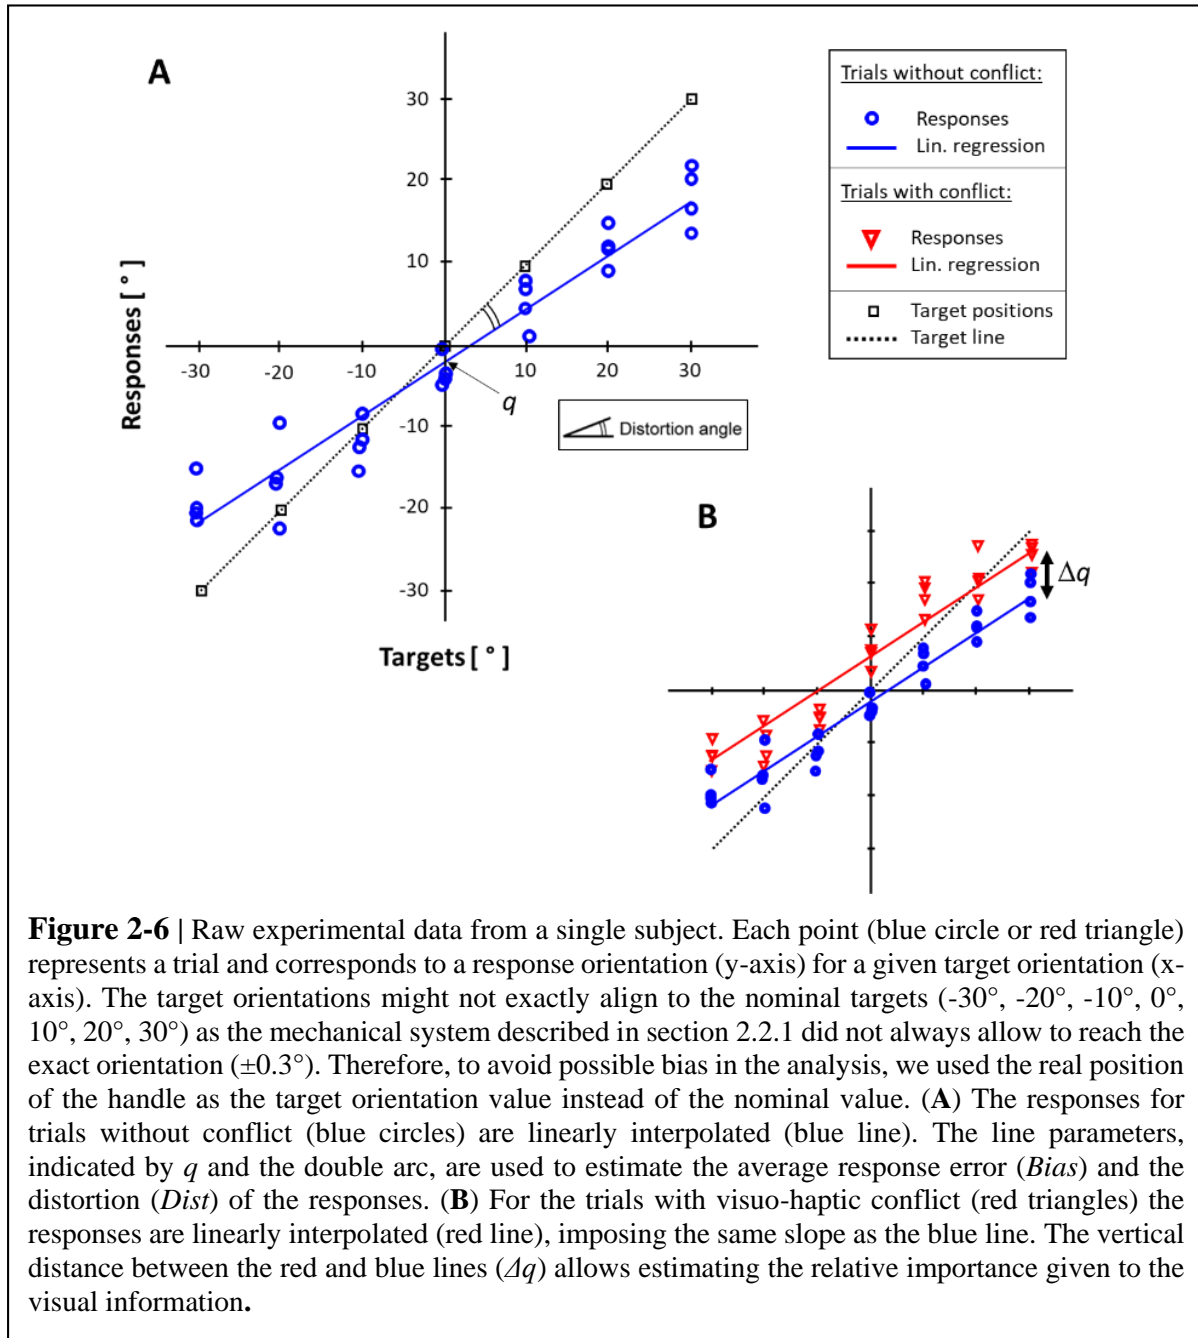 A
30
20
10
-30
-20
-10
10
20
30
-10
-20
-30
Responses [ ° ]
Targets [ ° ]
q
Distortion angle
Trials without conflict:
Responses
Lin. regression
Trials with conflict:
Responses
Lin. regression
Target positions
Target line
B
Δq
Figure 2-6 | Raw experimental data from a single subject. Each point (blue circle or red triangle)
represents a trial and corresponds to a response orientation (y-axis) for a given target orientation (x-
axis). The target orientations might not exactly align to the nominal targets (-30°, -20°, -10°, 0°,
10°, 20°, 30°) as the mechanical system described in section 2.2.1 did not always allow to reach the
exact orientation (±0.3°). Therefore, to avoid possible bias in the analysis, we used the real position
of the handle as the target orientation value instead of the nominal value. (A) The responses for
trials without conflict (blue circles) are linearly interpolated (blue line). The line parameters,
indicated by q and the double arc, are used to estimate the average response error (Bias) and the
distortion (Dist) of the responses. (B) For the trials with visuo-haptic conflict (red triangles) the
responses are linearly interpolated (red line), imposing the same slope as the blue line. The vertical
distance between the red and blue lines (Δq) allows estimating the relative importance given to the
visual information.